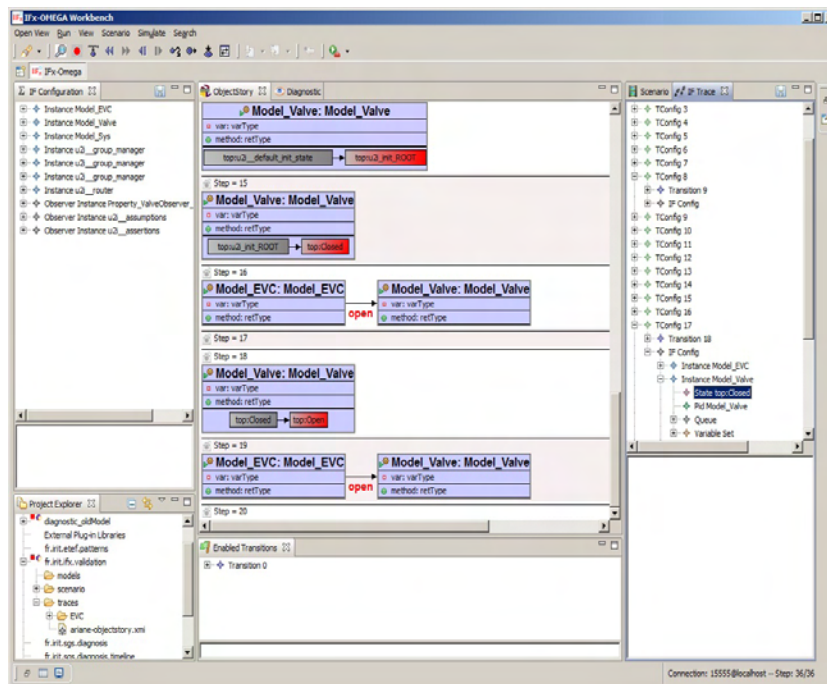 IFx-OMEGA Workbench
Open View Run View Scenario Simulate Search
IFx-Omega
IF Configuration
Instance Model_EVC
Instance Model_Valve
Instance Model_Sys
Instance u2i__group_manager
Instance u2i__group_manager
Instance u2i__group_manager
Instance u2i__router
Observer Instance Property_ValveObserver_
Observer Instance u2i__assumptions
Observer Instance u2i__assertions
Project Explorer
diagnostic_oldModel
External Plug-in Libraries
fr.irit.etef.patterns
fr.irit.ifx.validation
models
scenario
traces
EVC
ariane-objectstory.xmi
fr.irit.sgs.diagnosis
fr.irit.sgs.diagnosis.timeline
ObjectStory Diagnostic
Model_Valve: Model_Valve
var: varType
method: retType
top:u2i__default_init_state top:u2i_init_ROOT
Step = 15
Model_Valve: Model_Valve
var: varType
method: retType
top:u2i_init_ROOT top:Closed
Step = 16
Model_EVC: Model_EVC Model_Valve: Model_Valve
var: varType var: varType
open
method: retType method: retType
Step = 17
Step = 18
Model_Valve: Model_Valve
var: varType
method: retType
top:Closed top:Open
Step = 19
Model_EVC: Model_EVC Model_Valve: Model_Valve
var: varType var: varType
open
method: retType method: retType
Step = 20
Enabled Transitions
Transition 0
Scenario IF Trace
TConfig 3
TConfig 4
TConfig 5
TConfig 6
TConfig 7
TConfig 8
Transition 9
IF Config
TConfig 9
TConfig 10
TConfig 11
TConfig 12
TConfig 13
TConfig 14
TConfig 15
TConfig 16
TConfig 17
Transition 18
IF Config
Instance Model_EVC
Instance Model_Valve
State top:Closed
Pid Model_Valve
Queue
Variable Set
Connection: 15555@localhost -- Step: 36/36